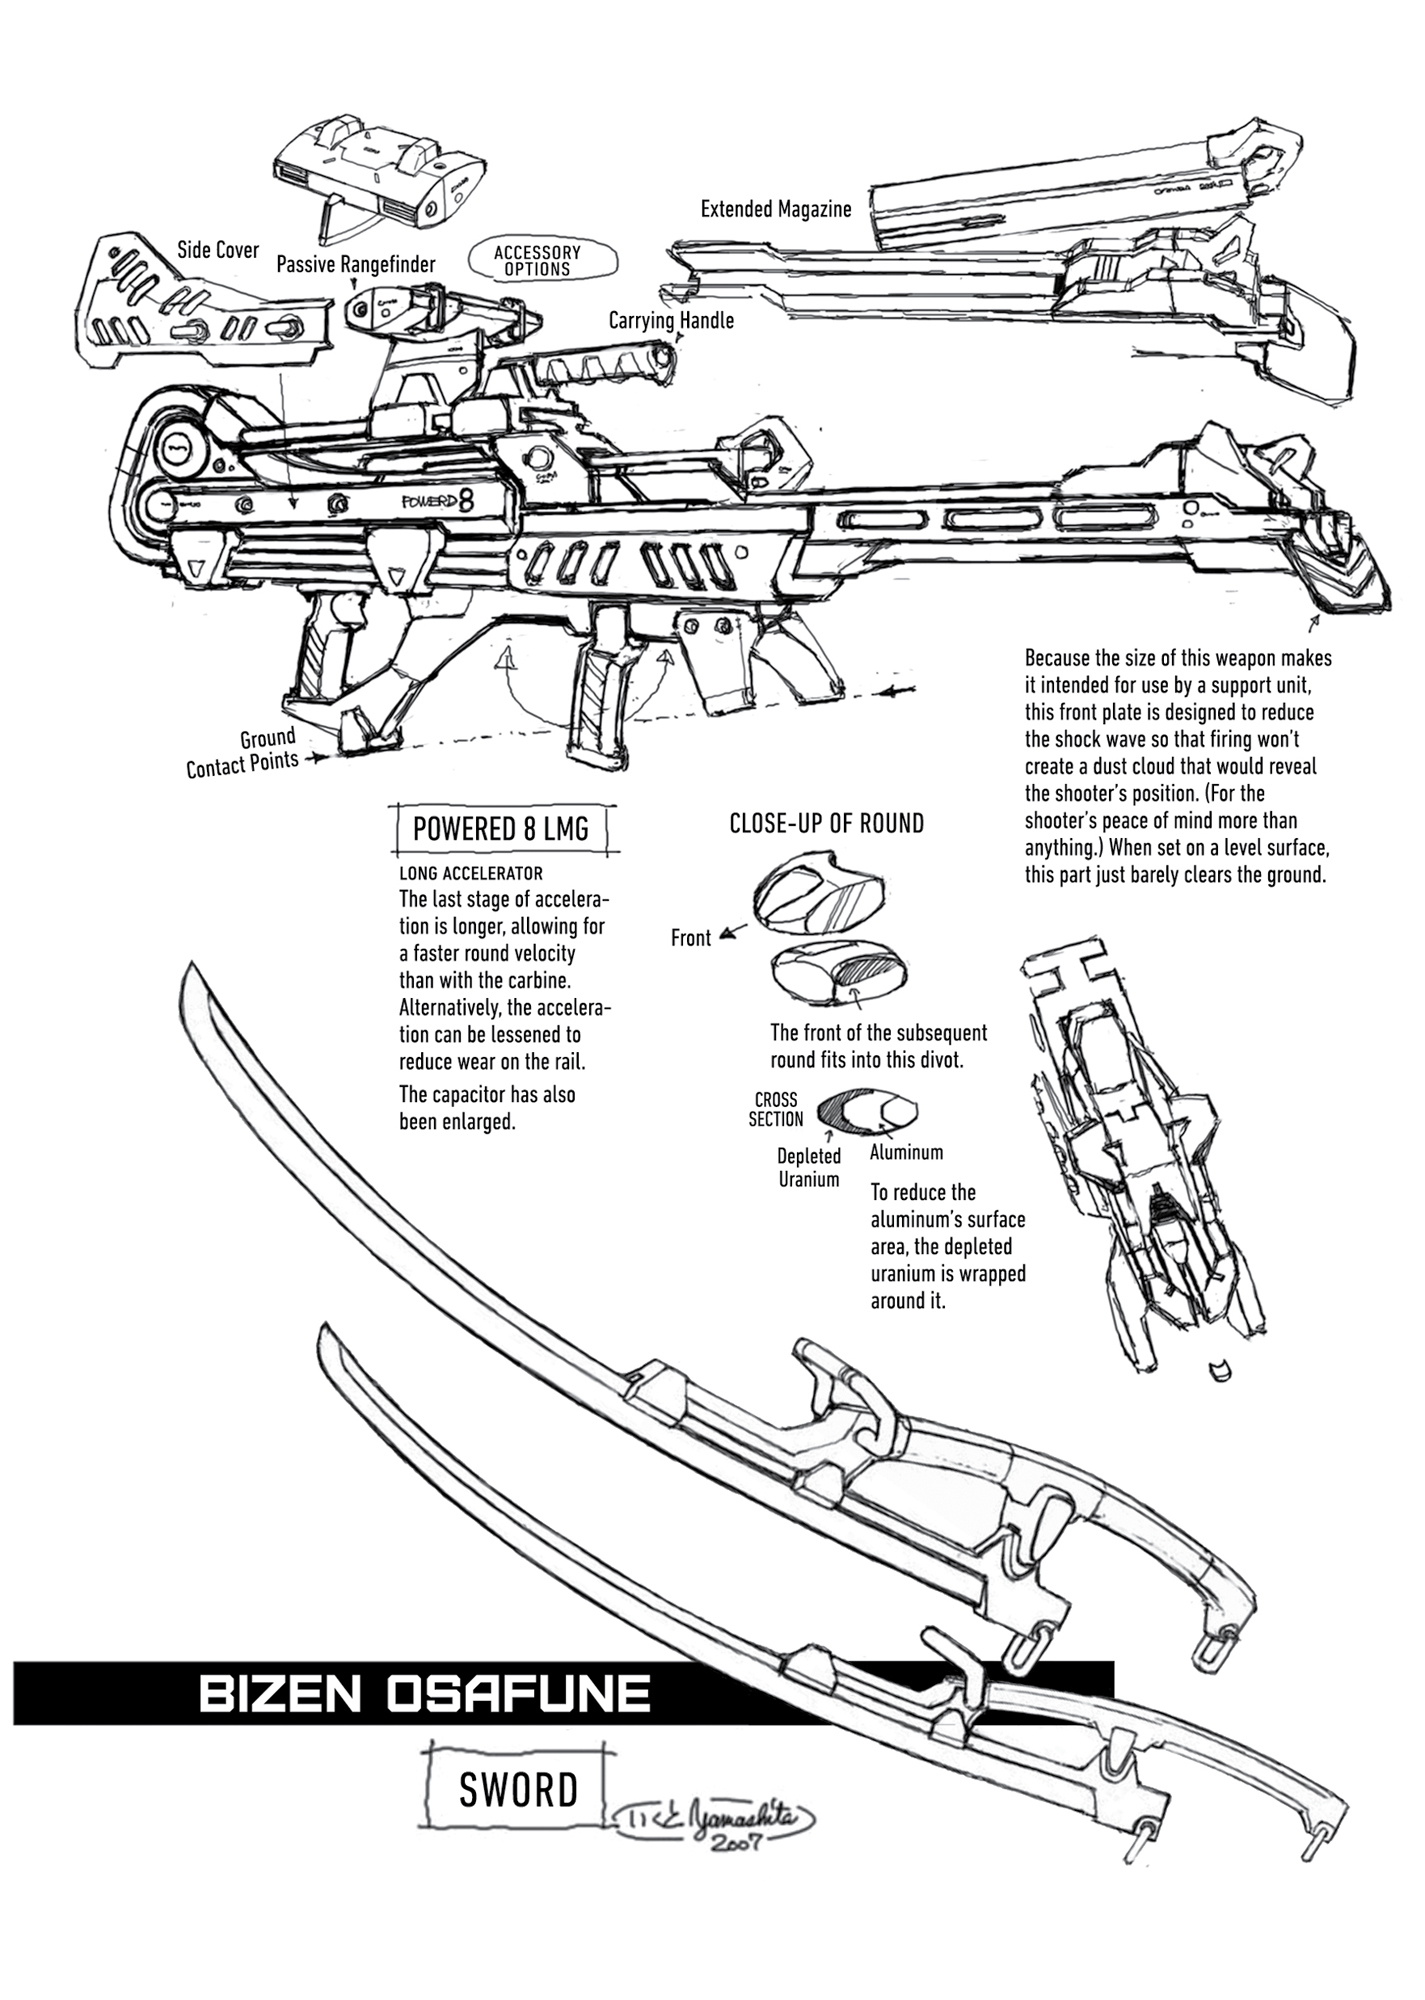 Side Cover
Passive Rangefinder
ACCESSORY
OPTIONS
Extended Magazine
Carrying Handle
POWERD 8
Ground
Contact Points
Because the size of this weapon makes
it intended for use by a support unit,
this front plate is designed to reduce
the shock wave so that firing won't
create a dust cloud that would reveal
the shooter's position. (For the
shooter's peace of mind more than
anything.) When set on a level surface,
this part just barely clears the ground.
POWERED 8 LMG
LONG ACCELERATOR
The last stage of accelera-
tion is longer, allowing for
a faster round velocity
than with the carbine.
Alternatively, the accelera-
tion can be lessened to
reduce wear on the rail.
The capacitor has also
been enlarged.
CLOSE-UP OF ROUND
Front
The front of the subsequent
round fits into this divot.
CROSS
SECTION
Depleted
Uranium
Aluminum
To reduce the
aluminum's surface
area, the depleted
uranium is wrapped
around it.
BIZEN OSAFUNE
SWORD
Yamashita
2007